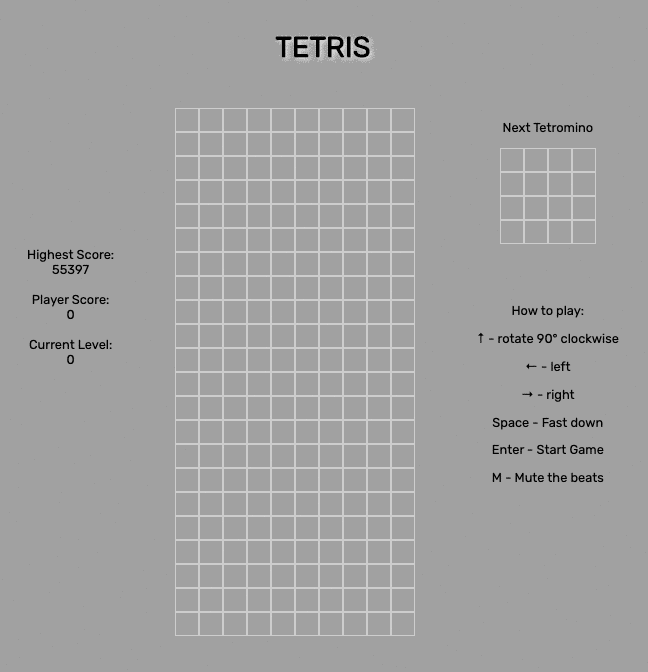 TETRIS
Next Tetromino
Highest Score:
55397
Player Score:
0
Current Level:
0
How to play:
↑ - rotate 90° clockwise
← - left
→ - right
Space - Fast down
Enter - Start Game
M - Mute the beats